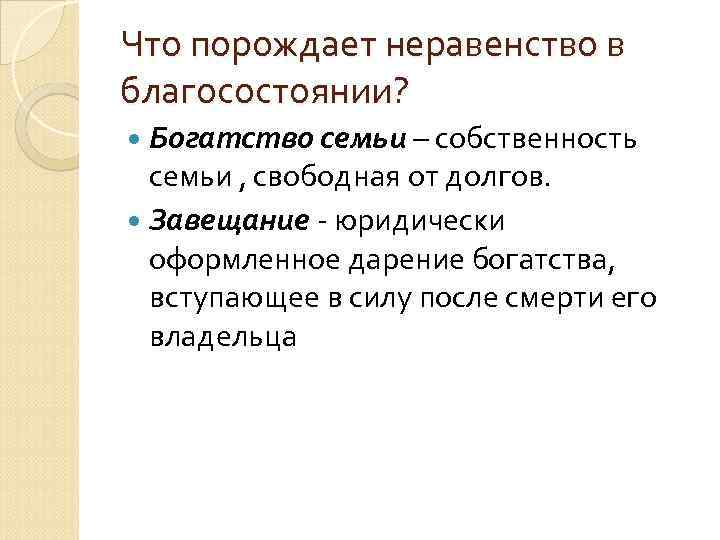 Что порождает неравенство в
благосостоянии?
Богатство семьи – собственность
семьи , свободная от долгов.
Завещание - юридически
оформленное дарение богатства,
вступающее в силу после смерти его
владельца